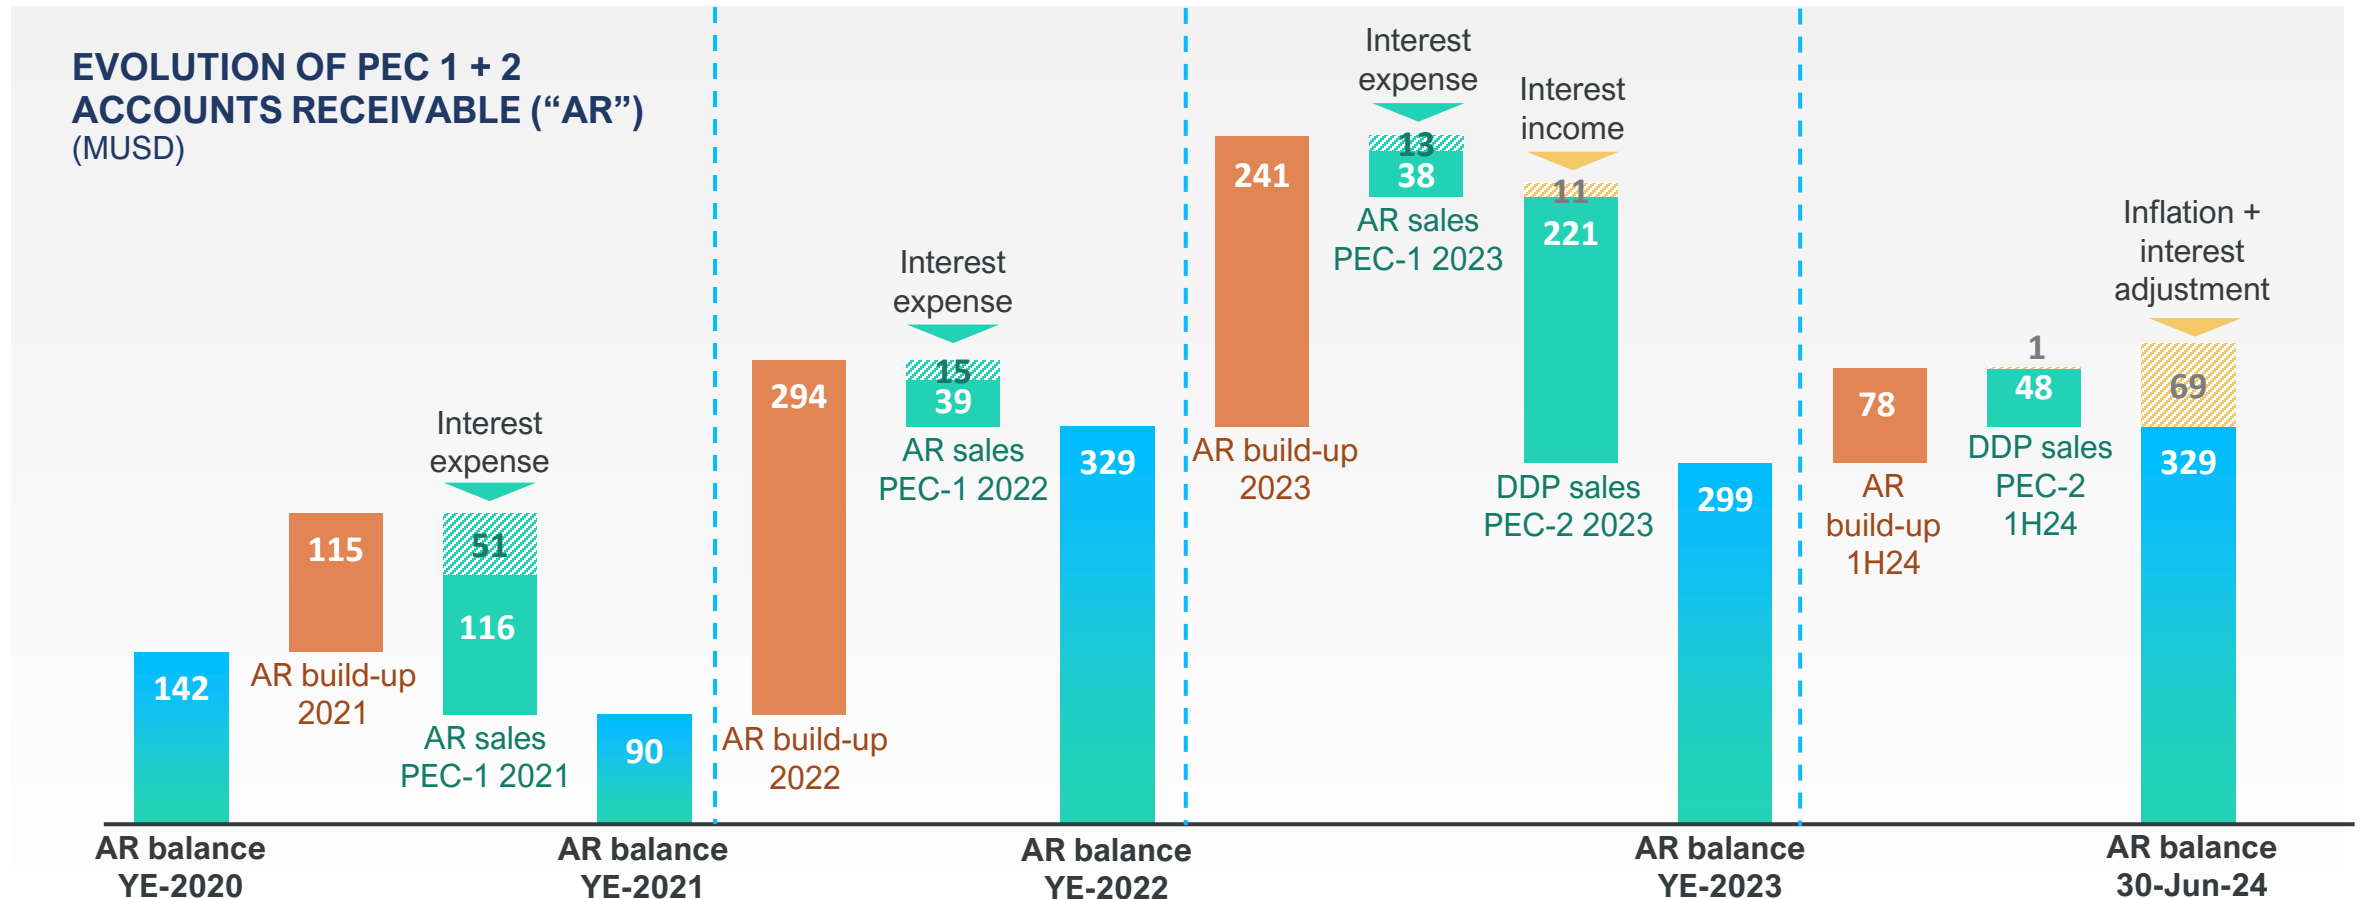 EVOLUTION OF PEC 1 + 2
ACCOUNTS RECEIVABLE (“AR”)
(MUSD)
142
AR balance
YE-2020
115
AR build-up
2021
Interest
expense
51
116
AR sales
PEC-1 2021
90
AR balance
YE-2021
294
AR build-up
2022
Interest
expense
15
39
AR sales
PEC-1 2022
329
AR balance
YE-2022
241
AR build-up
2023
Interest
expense
13
38
AR sales
PEC-1 2023
Interest
income
11
221
DDP sales
PEC-2 2023
299
AR balance
YE-2023
78
AR
build-up
1H24
1
48
DDP sales
PEC-2
1H24
Inflation +
interest
adjustment
69
329
AR balance
30-Jun-24